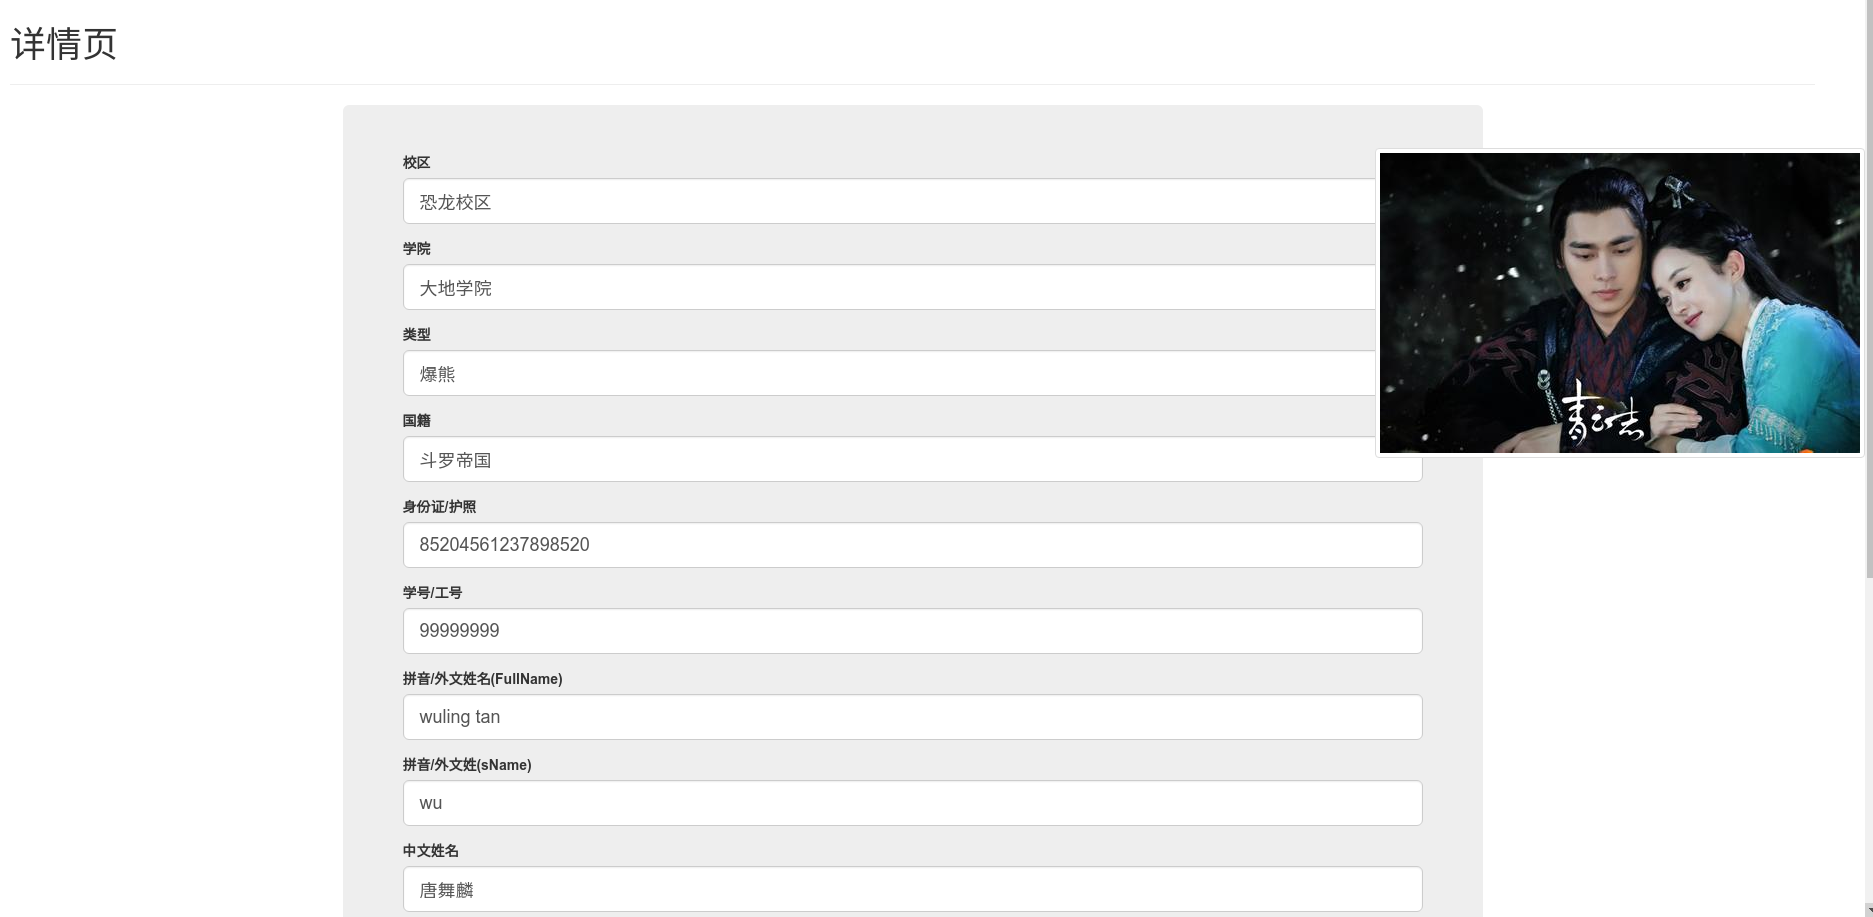 详情页
校区
恐龙校区
学院
大地学院
类型
爆熊
国籍
斗罗帝国
青云志
身份证/护照
85204561237898520
学号/工号
99999999
拼音/外文姓名(FullName)
wuling tan
拼音/外文姓(sName)
wu
中文姓名
唐舞麟